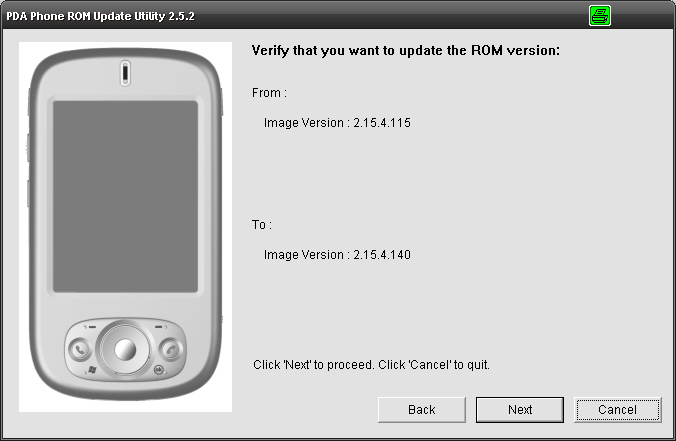 PDA Phone ROM Update Utility 2.5.2
Verify that you want to update the ROM version:
From :
Image Version : 2.15.4.115
To :
Image Version : 2.15.4.140
Click 'Next' to proceed. Click 'Cancel' to quit.
Back Next Cancel